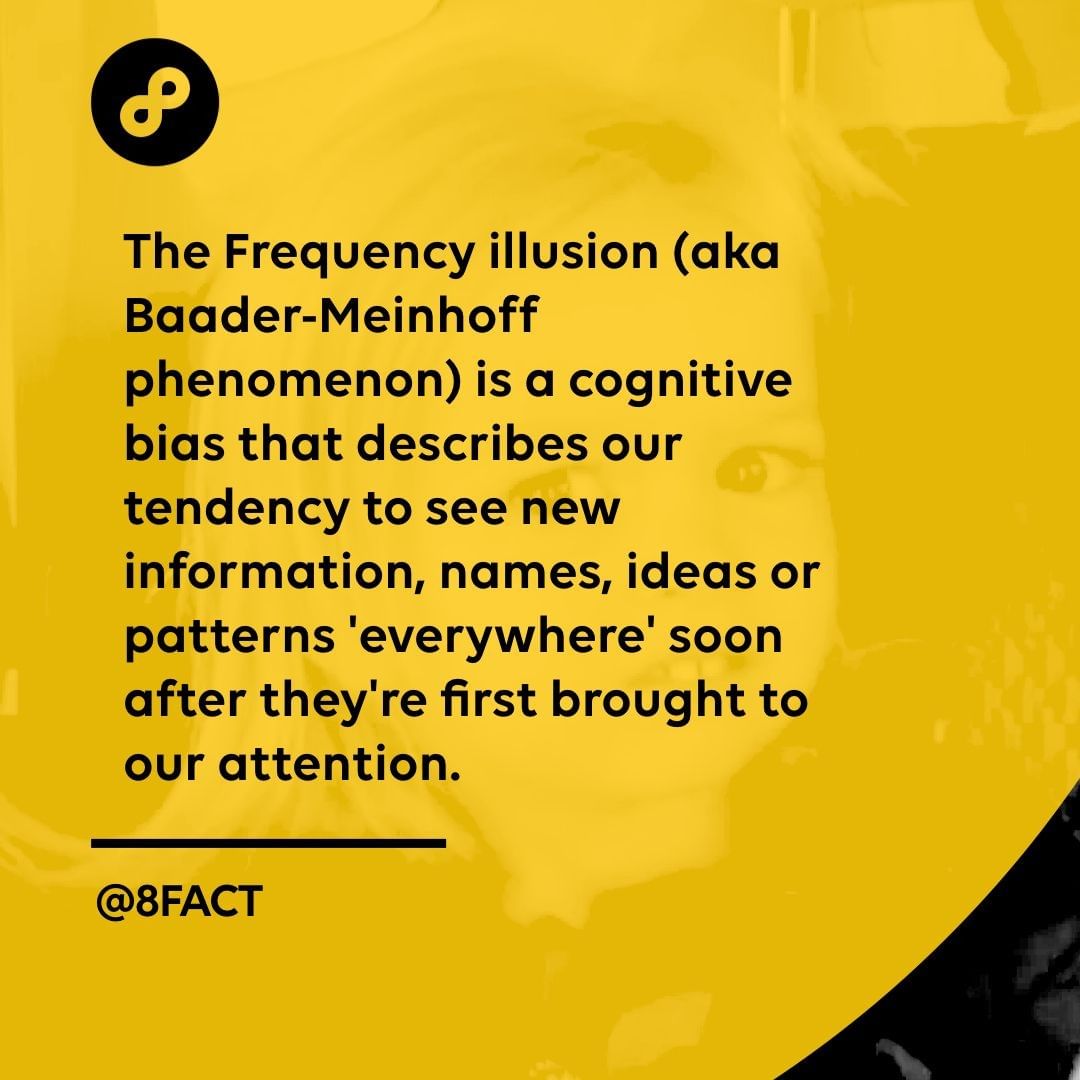 The Frequency illusion (aka
Baader-Meinhoff
phenomenon) is a cognitive
bias that describes our
tendency to see new
information, names, ideas or
patterns 'everywhere' soon
after they're first brought to
our attention.
@8FACT